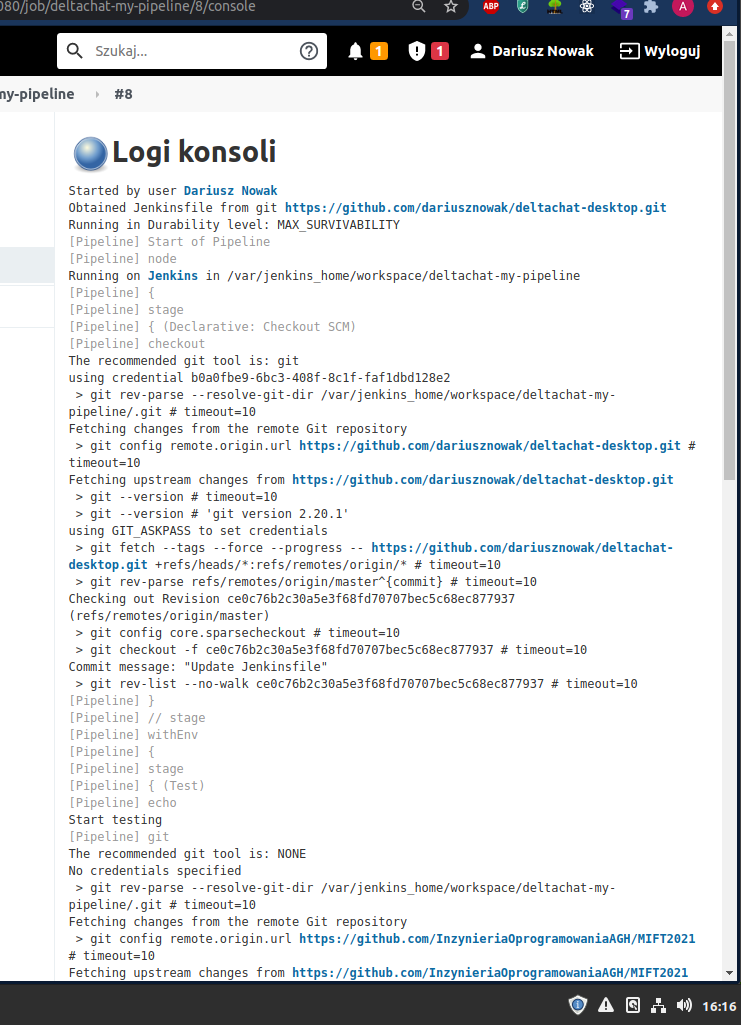 080/job/deltachat-my-pipeline/8/console
ABP
7
A
Szukaj...
1
1
Dariusz Nowak
Wyloguj
my-pipeline
#8
Logi konsoli
Started by user Dariusz Nowak
Obtained Jenkinsfile from git https://github.com/dariusznowak/deltachat-desktop.git
Running in Durability level: MAX_SURVIVABILITY
[Pipeline] Start of Pipeline
[Pipeline] node
Running on Jenkins in /var/jenkins_home/workspace/deltachat-my-pipeline
[Pipeline] {
[Pipeline] stage
[Pipeline] { (Declarative: Checkout SCM)
[Pipeline] checkout
The recommended git tool is: git
using credential b0a0fbe9-6bc3-408f-8c1f-faf1dbd128e2
 > git rev-parse --resolve-git-dir /var/jenkins_home/workspace/deltachat-my-
pipeline/.git # timeout=10
Fetching changes from the remote Git repository
 > git config remote.origin.url https://github.com/dariusznowak/deltachat-desktop.git #
timeout=10
Fetching upstream changes from https://github.com/dariusznowak/deltachat-desktop.git
 > git --version # timeout=10
 > git --version # 'git version 2.20.1'
using GIT_ASKPASS to set credentials
 > git fetch --tags --force --progress -- https://github.com/dariusznowak/deltachat-
desktop.git +refs/heads/*:refs/remotes/origin/* # timeout=10
 > git rev-parse refs/remotes/origin/master^{commit} # timeout=10
Checking out Revision ce0c76b2c30a5e3f68fd70707bec5c68ec877937
(refs/remotes/origin/master)
 > git config core.sparsecheckout # timeout=10
 > git checkout -f ce0c76b2c30a5e3f68fd70707bec5c68ec877937 # timeout=10
Commit message: "Update Jenkinsfile"
 > git rev-list --no-walk ce0c76b2c30a5e3f68fd70707bec5c68ec877937 # timeout=10
[Pipeline] }
[Pipeline] // stage
[Pipeline] withEnv
[Pipeline] {
[Pipeline] stage
[Pipeline] { (Test)
[Pipeline] echo
Start testing
[Pipeline] git
The recommended git tool is: NONE
No credentials specified
 > git rev-parse --resolve-git-dir /var/jenkins_home/workspace/deltachat-my-
pipeline/.git # timeout=10
Fetching changes from the remote Git repository
 > git config remote.origin.url https://github.com/InzynieriaOprogramowaniaAGH/MIFT2021
# timeout=10
Fetching upstream changes from https://github.com/InzynieriaOprogramowaniaAGH/MIFT2021
16:16